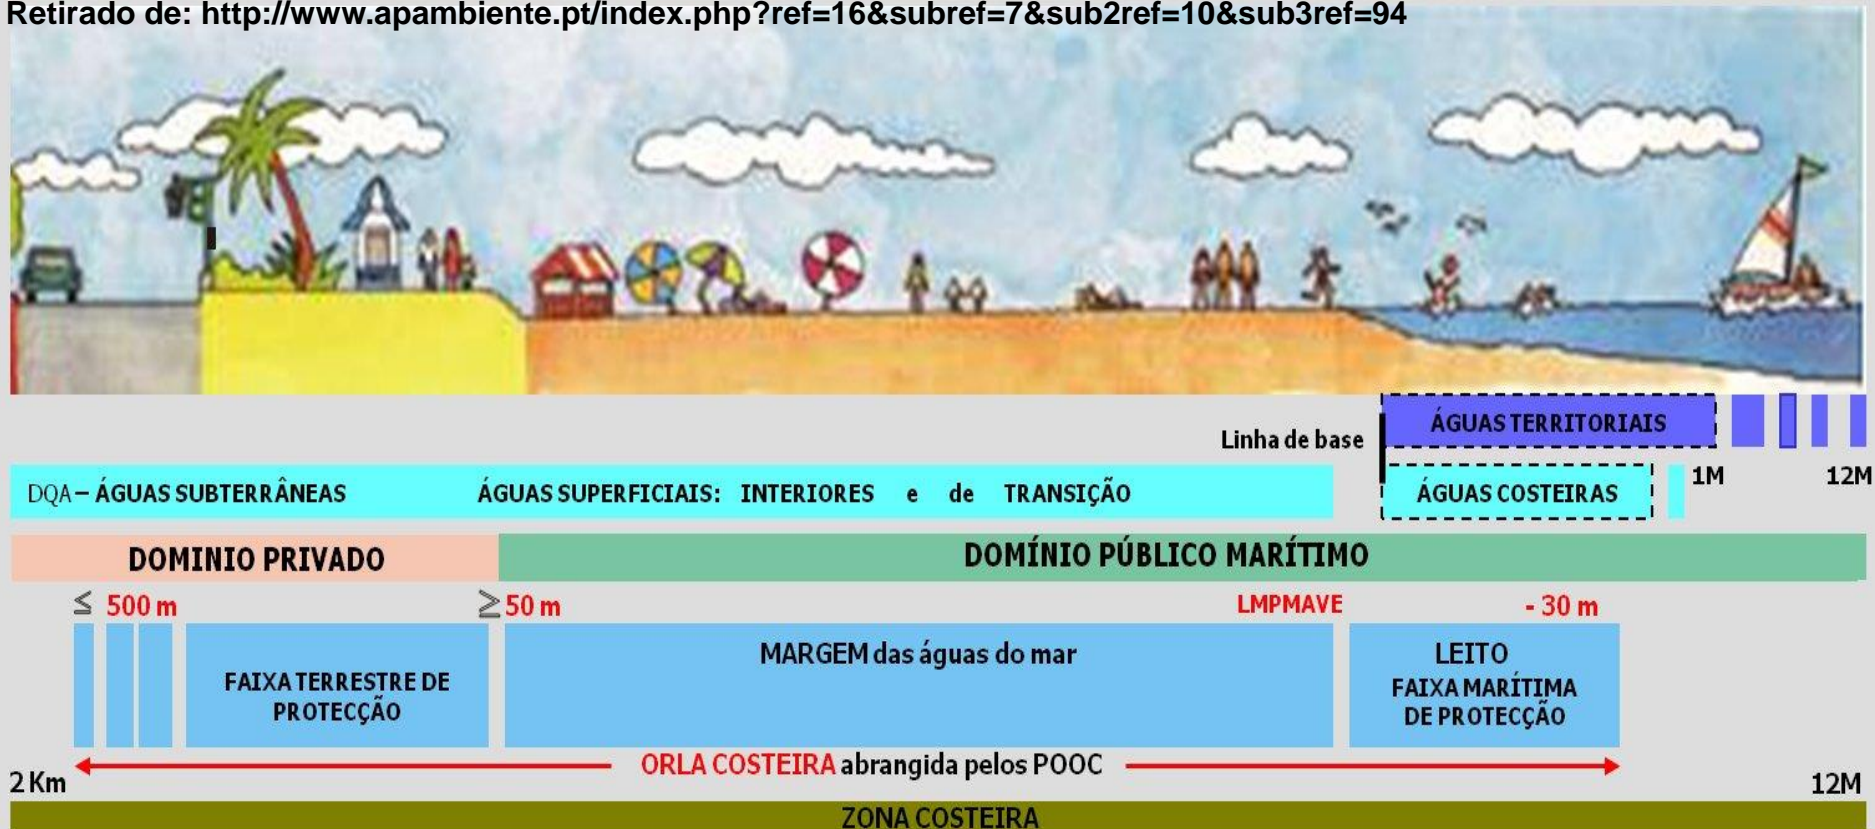 Retirado de: http://www.apambiente.pt/index.php?ref=16&subref=7&sub2ref=10&sub3ref=94
ÁGUAS TERRITORIAIS
Linha de base
1M 12M
DQA – ÁGUAS SUBTERRÂNEAS ÁGUAS SUPERFICIAIS: INTERIORES e de TRANSIÇÃO ÁGUAS COSTEIRAS
DOMINIO PRIVADO DOMÍNIO PÚBLICO MARÍTIMO
≤ 500 m ≥ 50 m LMPMAVE - 30 m
FAIXA TERRESTRE DE
PROTECÇÃO
MARGEM das águas do mar
LEITO
FAIXA MARÍTIMA
DE PROTECÇÃO
ORLA COSTEIRA abrangida pelos POOC
2 Km 12M
ZONA COSTEIRA